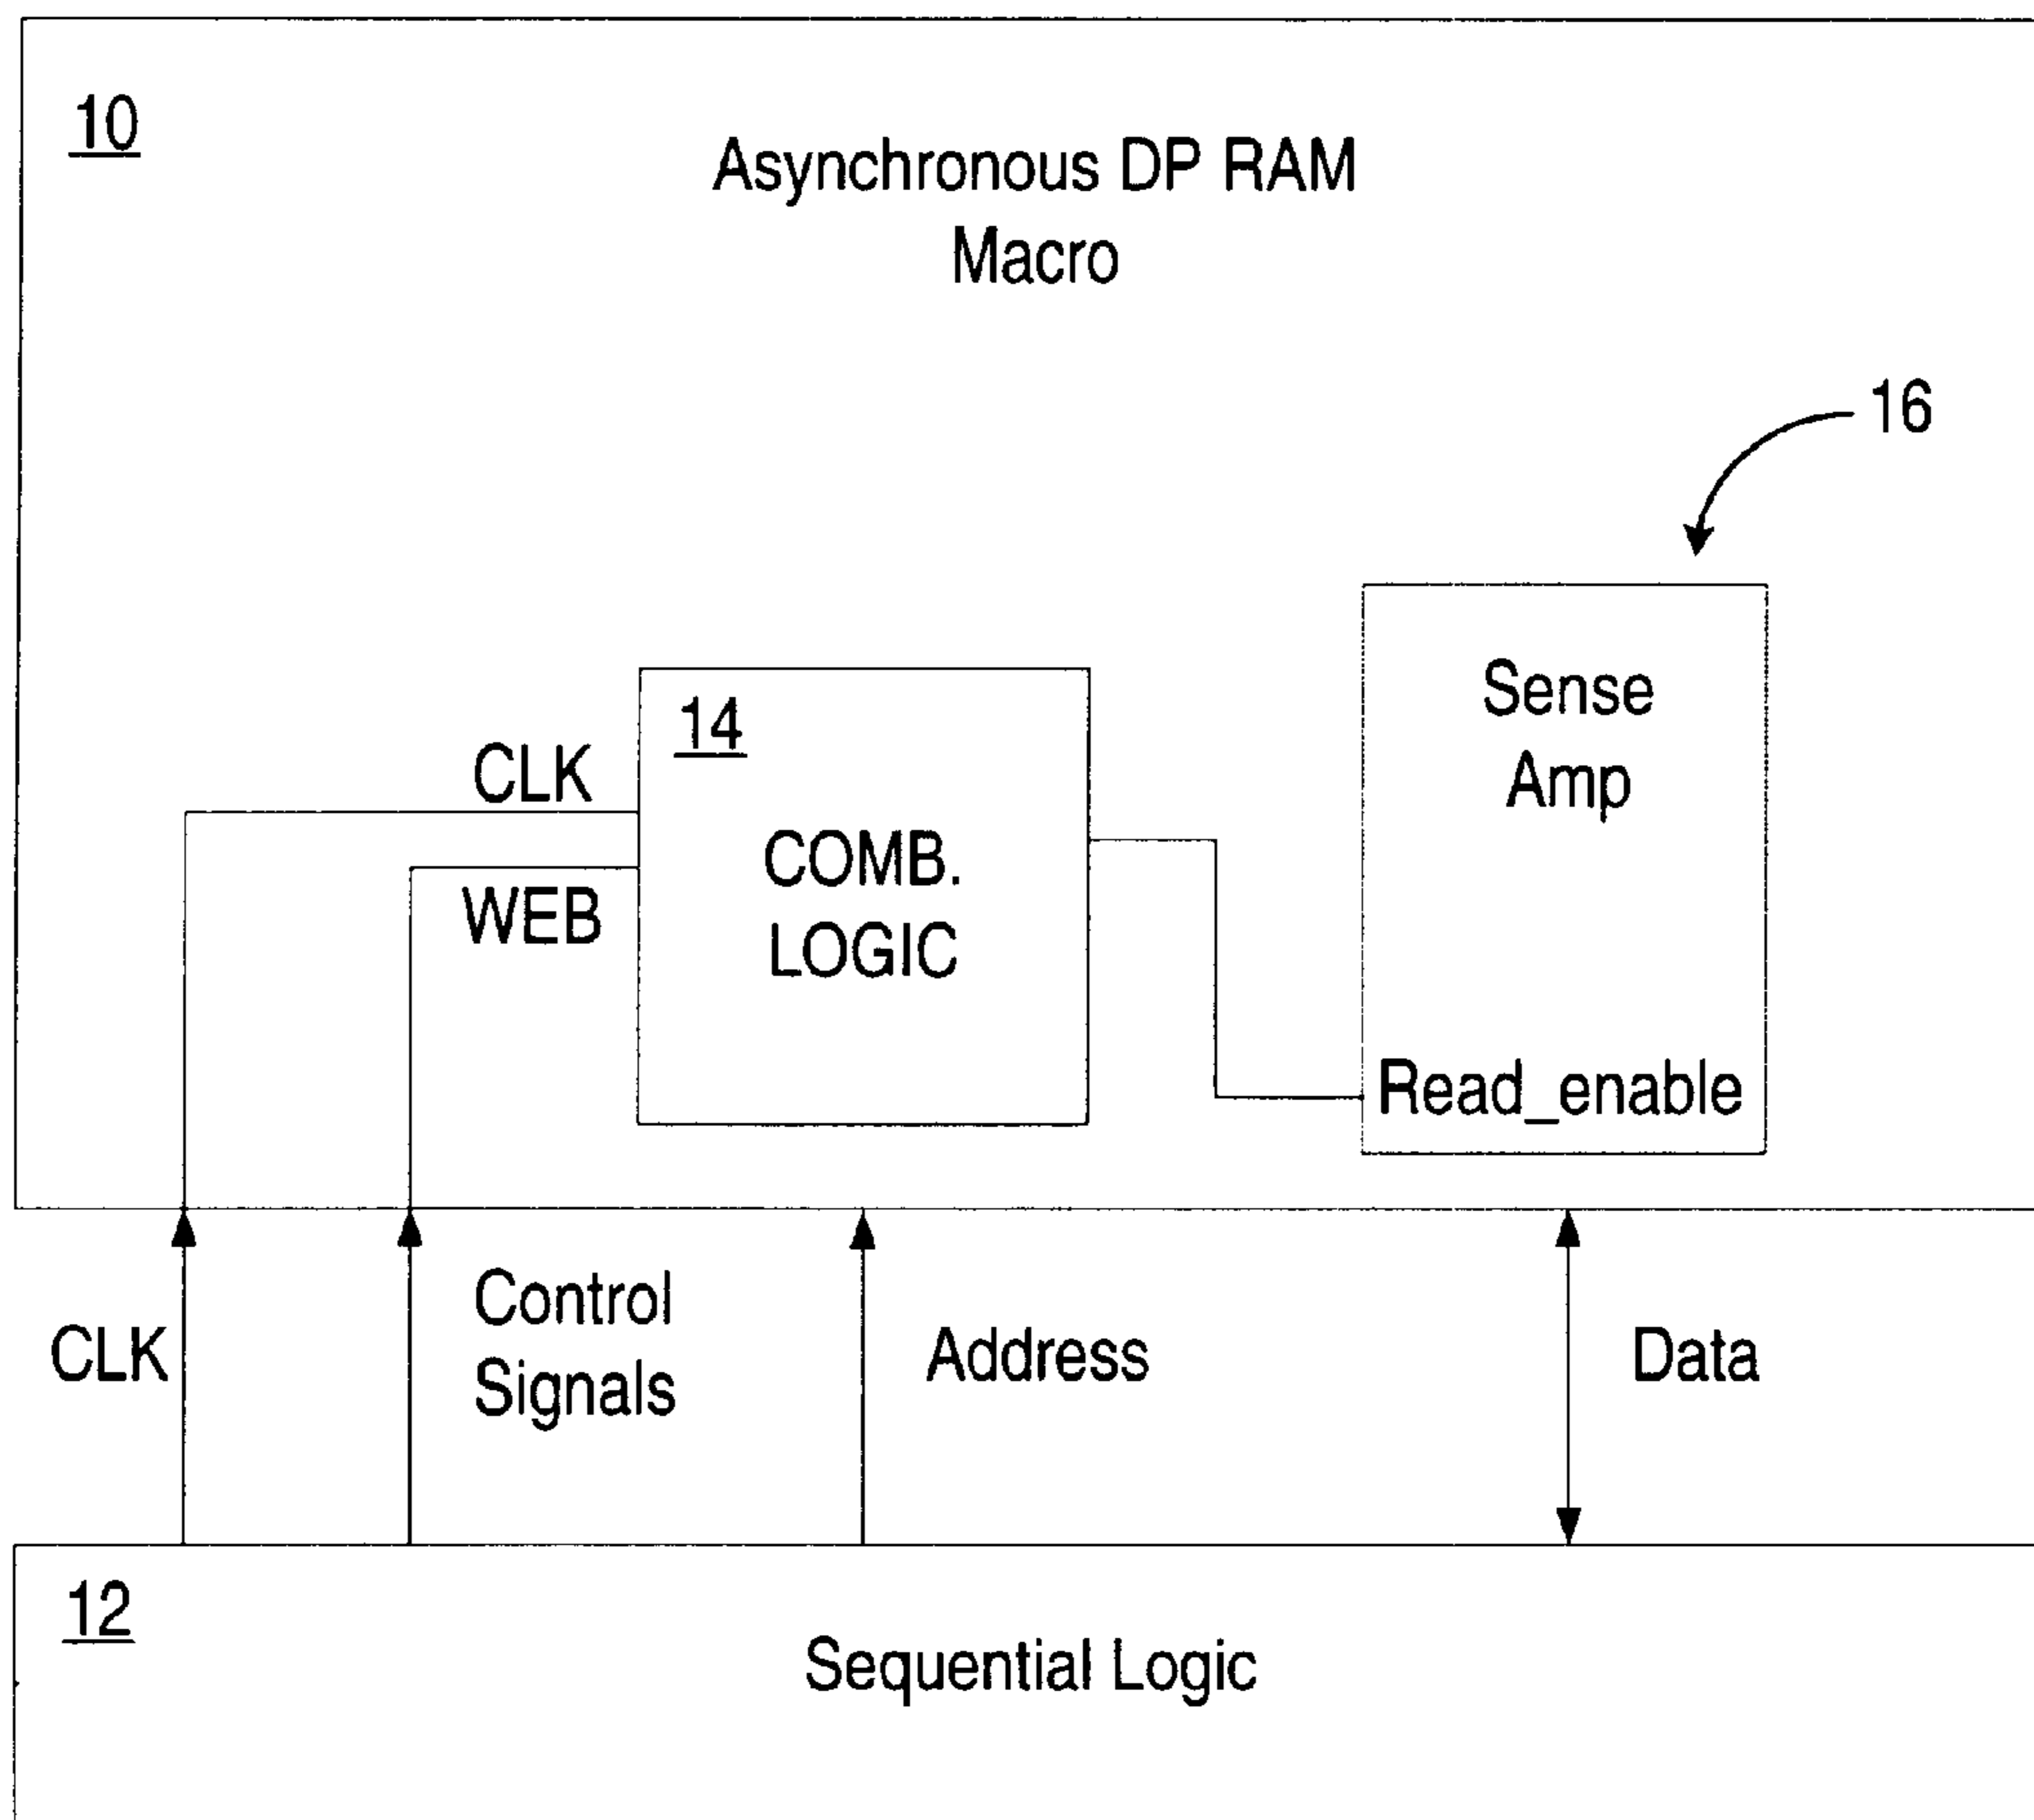 10
Asynchronous DP RAM
Macro
16
Sense
Amp
14
CLK
COMB.
WEB
LOGIC
Read_enable
Control
Signals
CLK
Address
Data
12
Sequential Logic